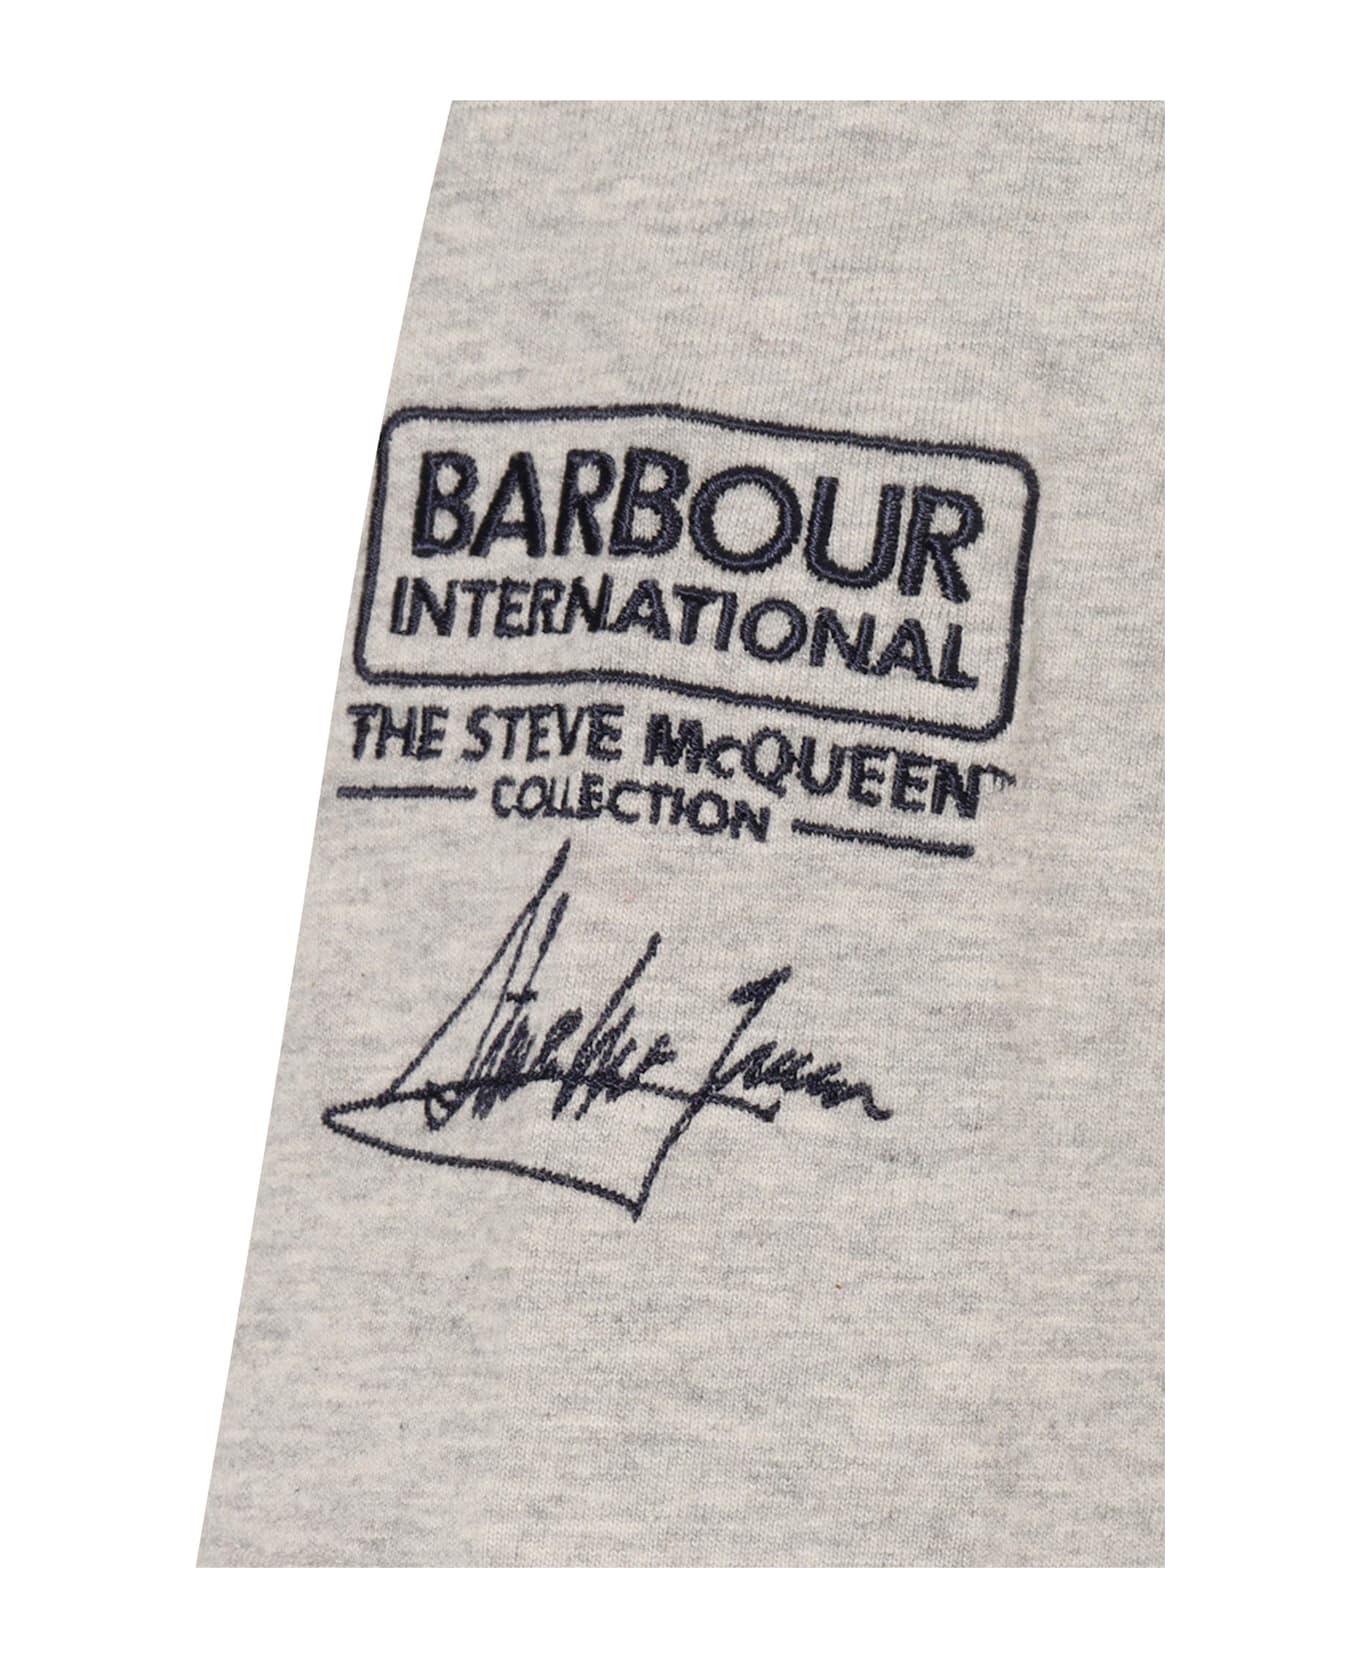 BARBOUR
INTERNATIONAL
THE STEVE McQUEEN™
COLLECTION